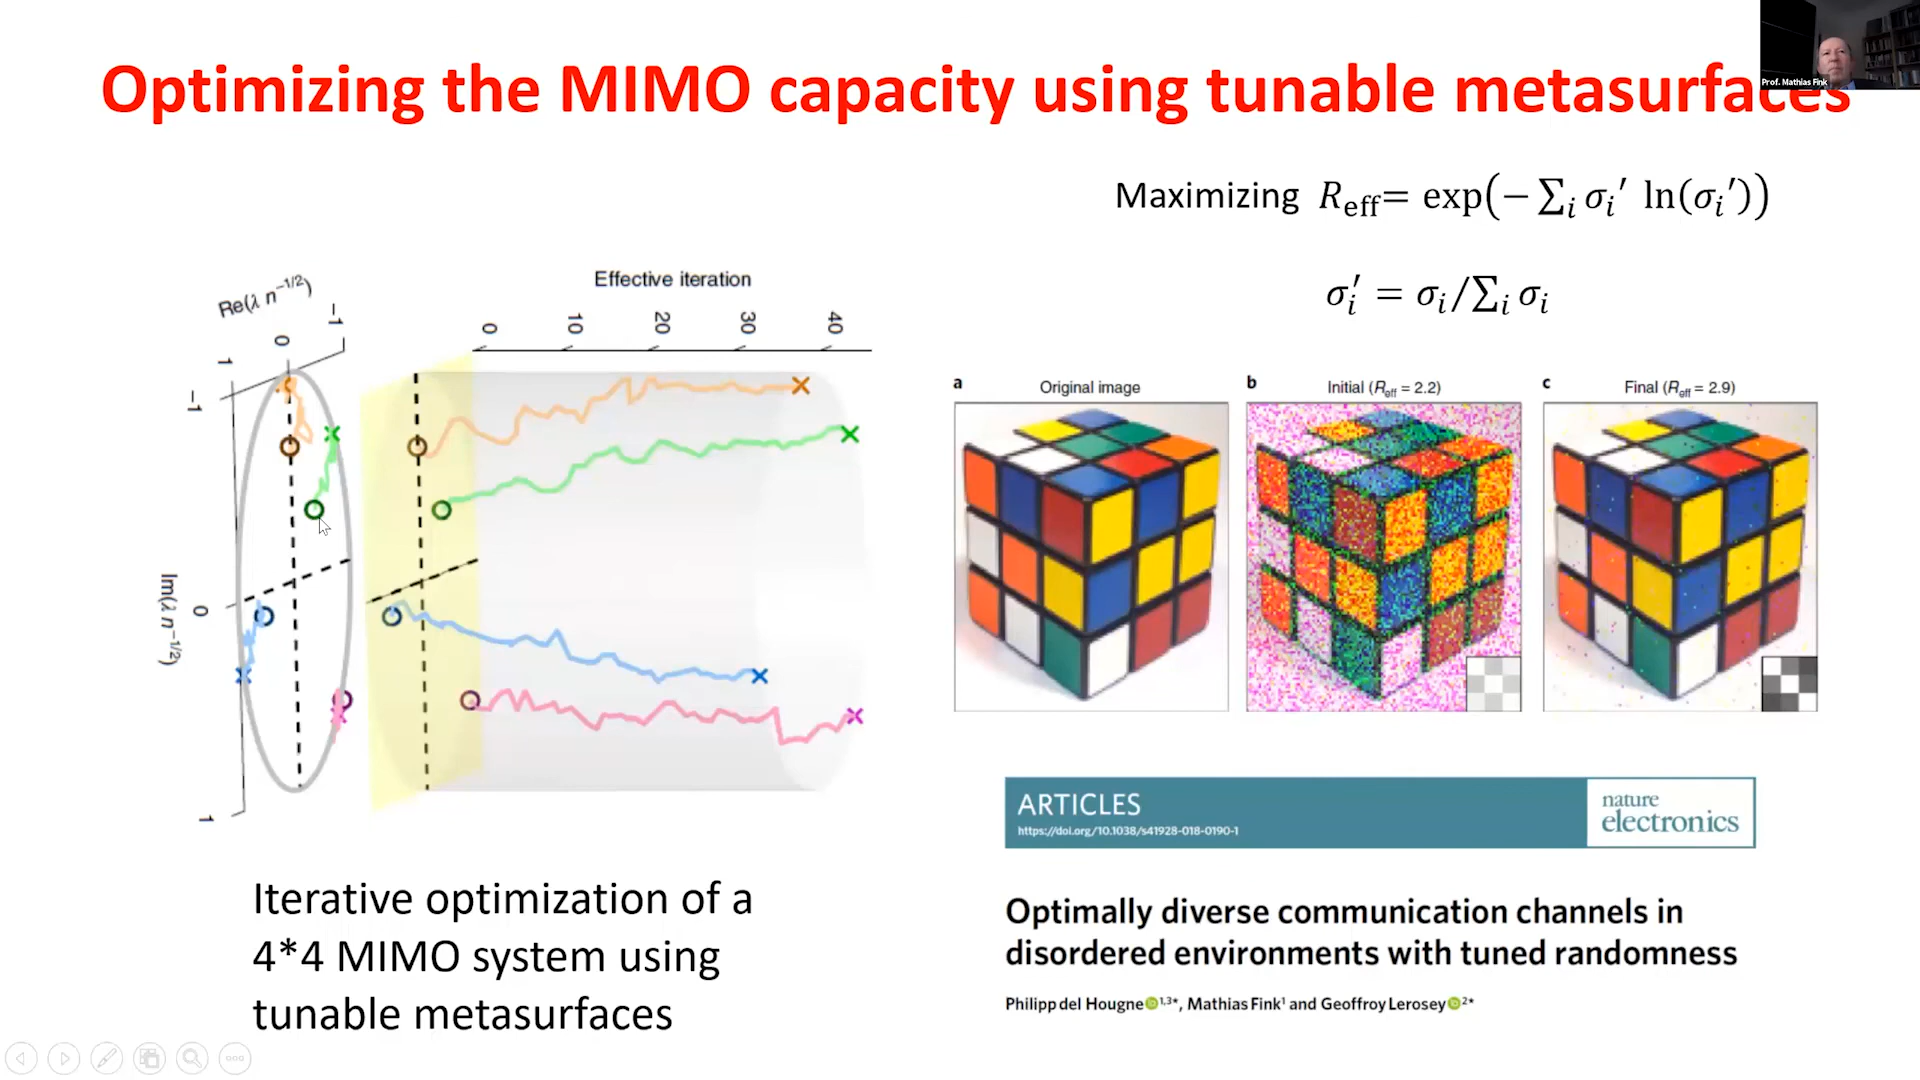 Optimizing the MIMO capacity using tunable metasurfaces
Prof. Mathias Fink
Maximizing R_eff= exp(− ∑_i σ_i′ ln(σ_i′))
σ_i′ = σ_i/∑_i σ_i
Effective iteration
0 10 20 30 40
Re(λ n^−1/2)
−1
0
1
−1
Im(λ n^−1/2)
0
1
a Original image
b Initial (R_eff = 2.2)
c Final (R_eff = 2.9)
ARTICLES
https://doi.org/10.1038/s41928-018-0190-1
nature
electronics
Optimally diverse communication channels in
disordered environments with tuned randomness
Philipp del Hougne 1,3*, Mathias Fink1 and Geoffroy Lerosey 2*
Iterative optimization of a
4*4 MIMO system using
tunable metasurfaces